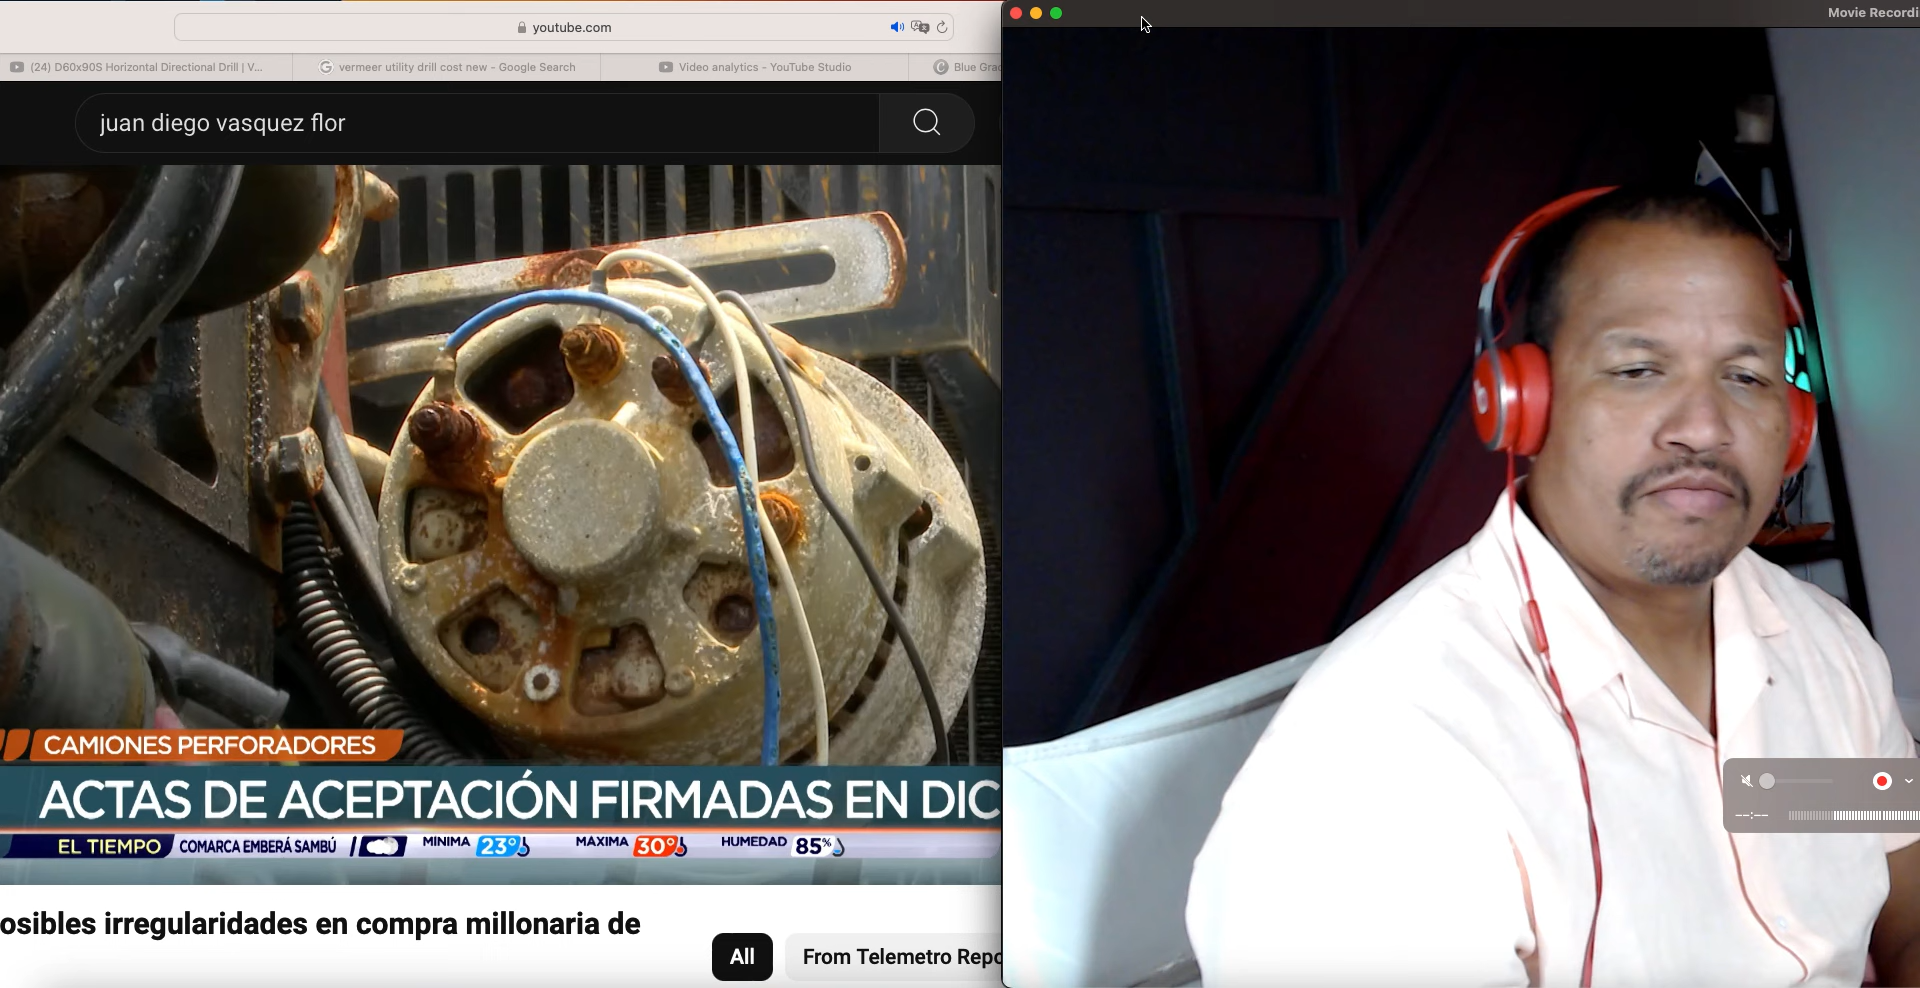 youtube.com
Movie Recordi
(24) D60x90S Horizontal Directional Drill | V...
vermeer utility drill cost new - Google Search
Video analytics - YouTube Studio
Blue Gra
juan diego vasquez flor
CAMIONES PERFORADORES
ACTAS DE ACEPTACIÓN FIRMADAS EN DIC
EL TIEMPO COMARCA EMBERÁ SAMBÚ MÍNIMA 23° MÁXIMA 30° HUMEDAD 85%
osibles irregularidades en compra millonaria de
All
From Telemetro Repo
--:--